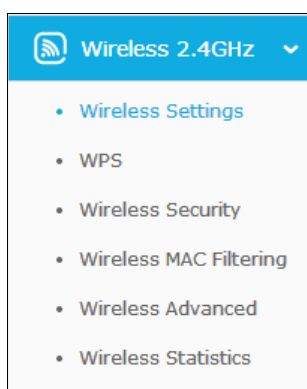 Wireless 2.4GHz
Wireless Settings
WPS
Wireless Security
Wireless MAC Filtering
Wireless Advanced
Wireless Statistics